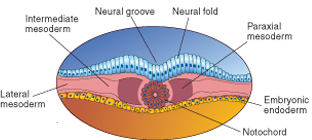 Neural groove
Neural fold
Intermediate
mesoderm
Paraxial
mesoderm
Lateral
mesoderm
Embryonic
endoderm
Notochord